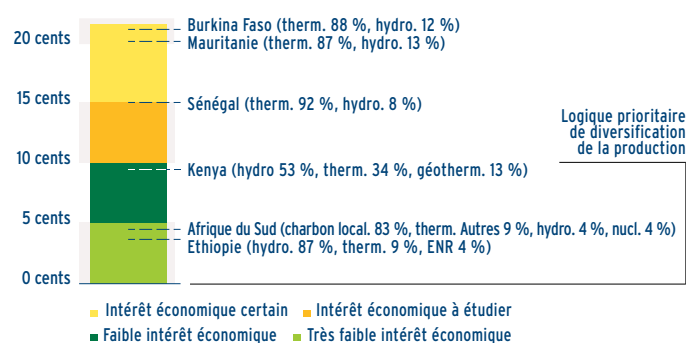 20 cents
15 cents
10 cents
5 cents
0 cents
Burkina Faso (therm. 88 %, hydro. 12 %)
Mauritanie (therm. 87 %, hydro. 13 %)
Sénégal (therm. 92 %, hydro. 8 %)
Kenya (hydro 53 %, therm. 34 %, géotherm. 13 %)
Afrique du Sud (charbon local. 83 %, therm. Autres 9 %, hydro. 4 %, nucl. 4 %)
Ethiopie (hydro. 87 %, therm. 9 %, ENR 4 %)
Logique prioritaire
de diversification
de la production
Intérêt économique certain
Intérêt économique à étudier
Faible intérêt économique
Très faible intérêt économique